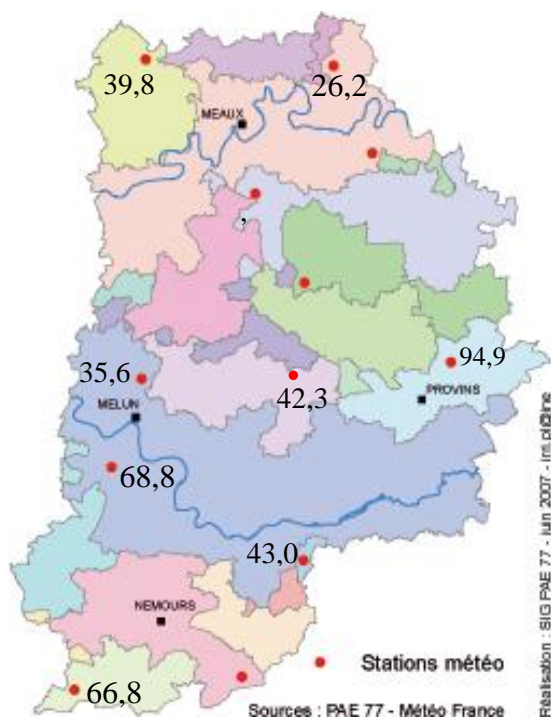 39,8
26,2
MEAUX
,
35,6
94,9
42,3
PROVINS
MELUN
68,8
43,0
NEMOURS
Stations météo
66,8
Sources : PAE 77 - Météo France
Réalisation : SIG PAE 77 - juin 2007 -